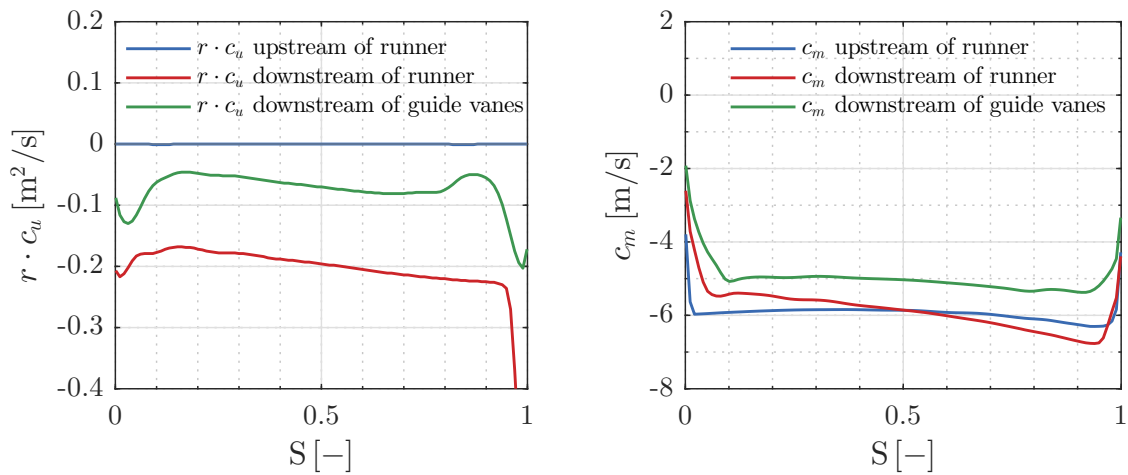 0.2
0.1
0
-0.1
-0.2
-0.3
-0.4
r · c_u [m²/s]
r · c_u upstream of runner
r · c_u downstream of runner
r · c_u downstream of guide vanes
0 0.5 1
S [−]
2
0
-2
-4
-6
-8
c_m [m/s]
c_m upstream of runner
c_m downstream of runner
c_m downstream of guide vanes
0 0.5 1
S [−]